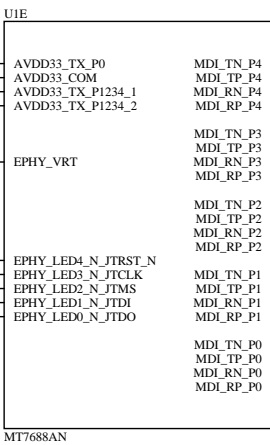 U1E
AVDD33_TX_P0 MDI_TN_P4
AVDD33_COM MDI_TP_P4
AVDD33_TX_P1234_1 MDI_RN_P4
AVDD33_TX_P1234_2 MDI_RP_P4
MDI_TN_P3
MDI_TP_P3
EPHY_VRT MDI_RN_P3
MDI_RP_P3
MDI_TN_P2
MDI_TP_P2
MDI_RN_P2
MDI_RP_P2
EPHY_LED4_N_JTRST_N
EPHY_LED3_N_JTCLK MDI_TN_P1
EPHY_LED2_N_JTMS MDI_TP_P1
EPHY_LED1_N_JTDI MDI_RN_P1
EPHY_LED0_N_JTDO MDI_RP_P1
MDI_TN_P0
MDI_TP_P0
MDI_RN_P0
MDI_RP_P0
MT7688AN